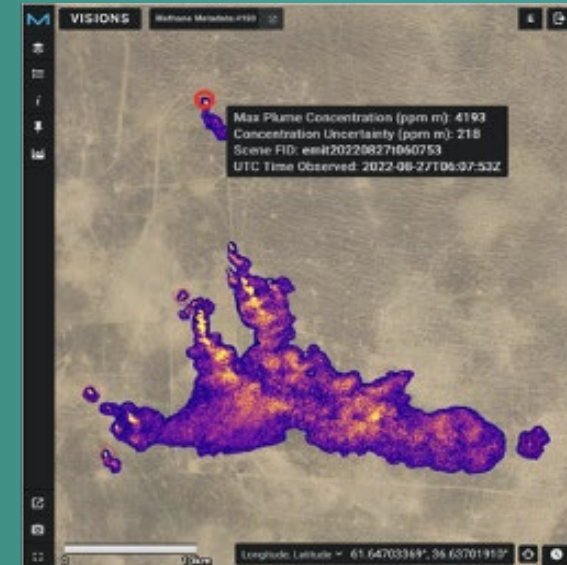 VISIONS
Methane Metadata:4193
Max Plume Concentration (ppm m): 4193
Concentration Uncertainty (ppm m): 218
Scene FID: emit20220827t060753
UTC Time Observed: 2022-08-27T06:07:53Z
Longitude, Latitude 61.64703369°, 36.63701910°